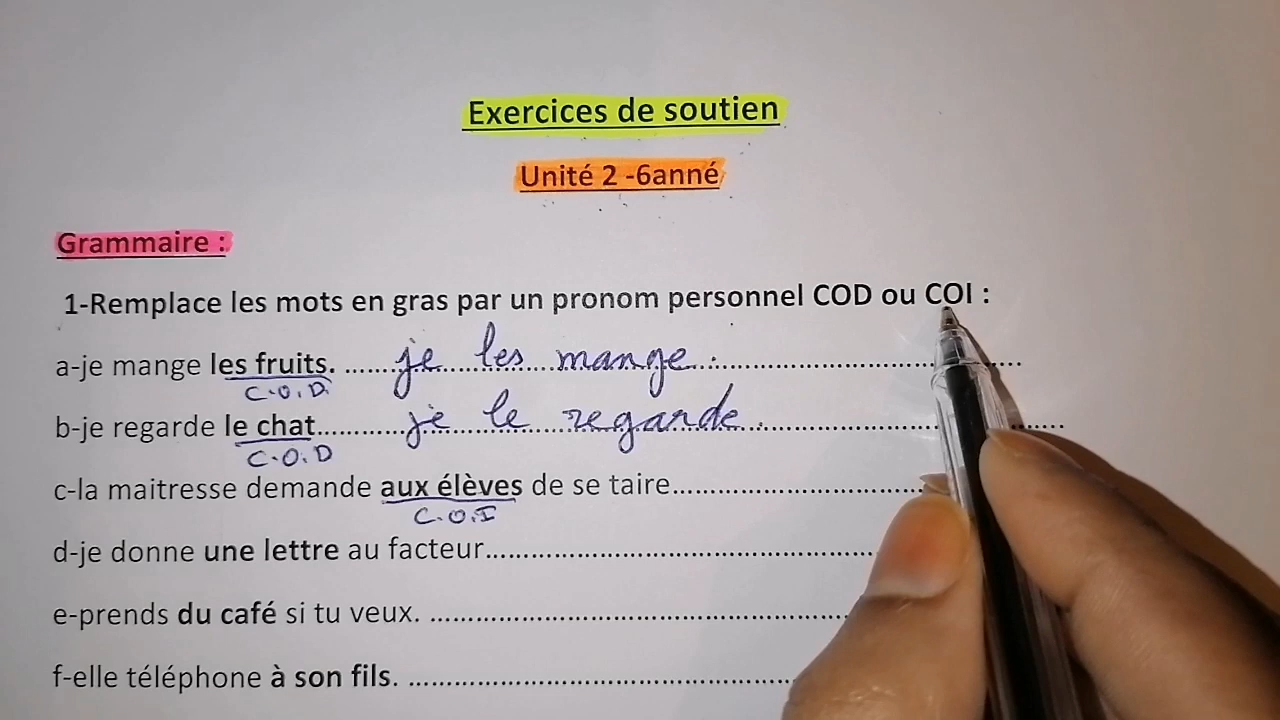 Exercices de soutien
Unité 2 -6anné
Grammaire :
1-Remplace les mots en gras par un pronom personnel COD ou COI :
a-je mange les fruits. ...... je les mange .
C.O.D
b-je regarde le chat........... je le regarde .
C.O.D
c-la maitresse demande aux élèves de se taire..............................
C.O.I
d-je donne une lettre au facteur..............................................
e-prends du café si tu veux. ..................................................
f-elle téléphone à son fils. ..............................................